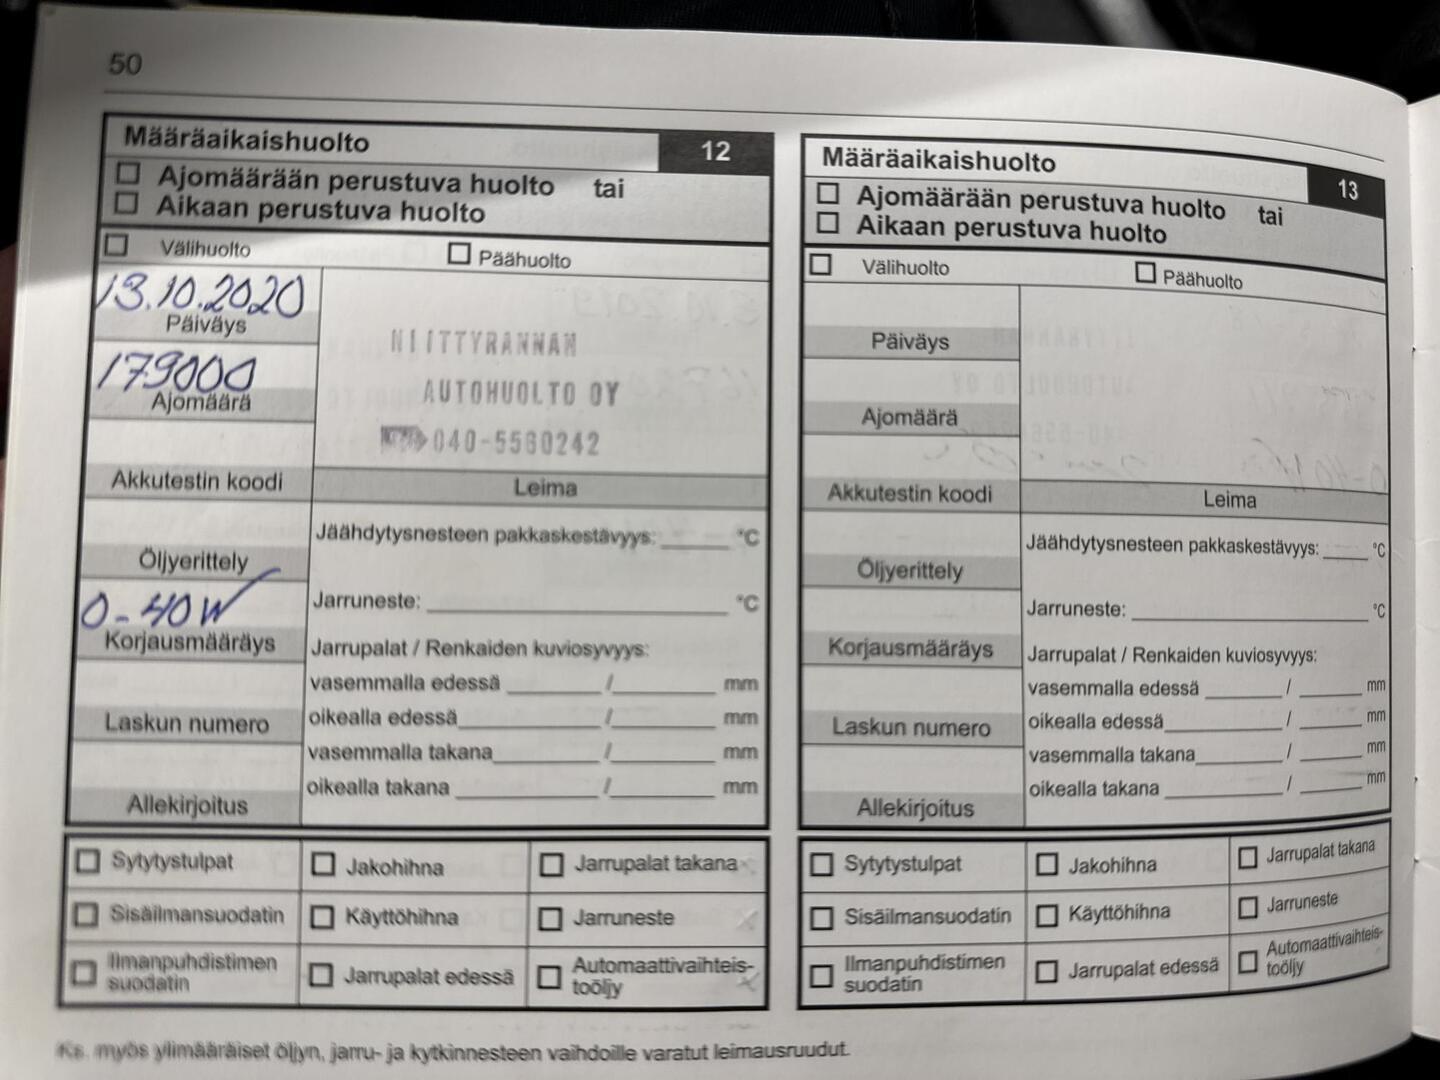 50
Määräaikaishuolto 12
Ajomäärään perustuva huolto tai
Aikaan perustuva huolto
Välihuolto Päähuolto
13.10.2020
Päiväys
179000
Ajomäärä
NIITTYRANNAN
AUTOHUOLTO OY
040-5560242
Akkutestin koodi
Leima
Öljyerittely
0-40W
Korjausmääräys
Laskun numero
Allekirjoitus
Jäähdytysnesteen pakkaskestävyys: °C
Jarruneste: °C
Jarrupalat / Renkaiden kuviosyvyys:
vasemmalla edessä / mm
oikealla edessä / mm
vasemmalla takana / mm
oikealla takana / mm
Sytytystulpat Jakohihna Jarrupalat takana
Sisäilmansuodatin Käyttöhihna Jarruneste
Ilmanpuhdistimen
suodatin
Jarrupalat edessä
Automaattivaihteis-
toöljy
Määräaikaishuolto 13
Ajomäärään perustuva huolto tai
Aikaan perustuva huolto
Välihuolto Päähuolto
Päiväys
Ajomäärä
Akkutestin koodi
Leima
Öljyerittely
Korjausmääräys
Laskun numero
Allekirjoitus
Jäähdytysnesteen pakkaskestävyys: °C
Jarruneste: °C
Jarrupalat / Renkaiden kuviosyvyys:
vasemmalla edessä / mm
oikealla edessä / mm
vasemmalla takana / mm
oikealla takana / mm
Sytytystulpat Jakohihna Jarrupalat takana
Sisäilmansuodatin Käyttöhihna Jarruneste
Ilmanpuhdistimen
suodatin
Jarrupalat edessä
Automaattivaihteis-
toöljy
Ks. myös ylimääräiset öljyn, jarru- ja kytkinnesteen vaihdoille varatut leimausruudut.